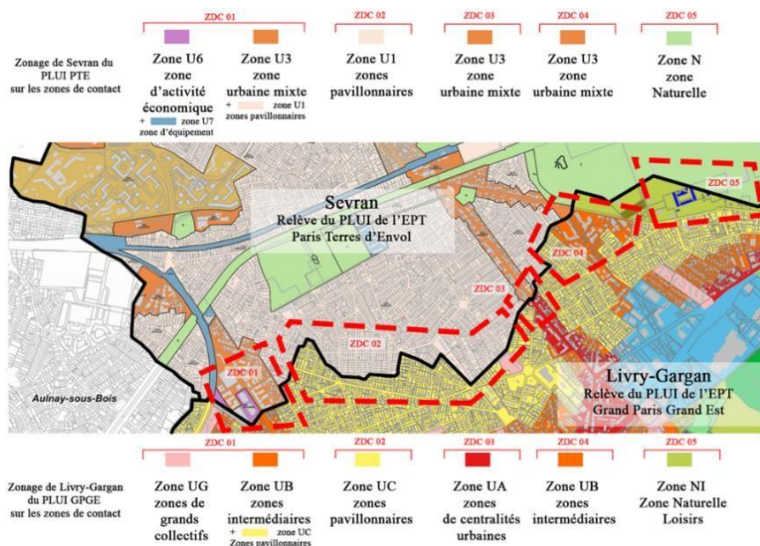 ZDC 01
ZDC 02
ZDC 03
ZDC 04
ZDC 05
Zonage de Sevran du
PLUI PTE
sur les zones de contact
Zone U6
zone
d'activité
économique
+ zone U7
zone d'équipement
Zone U3
zone
urbaine mixte
+ zone U1
zones pavillonnaires
Zone U1
zones
pavillonnaires
Zone U3
zone
urbaine mixte
Zone U3
zone
urbaine mixte
Zone N
zone
Naturelle
Sevran
Relève du PLUI de l'EPT
Paris Terres d'Envol
ZDC 05
ZDC 04
ZDC 03
ZDC 02
ZDC 01
Aulnay-sous-Bois
Livry-Gargan
Relève du PLUI de l'EPT
Grand Paris Grand Est
ZDC 01
ZDC 02
ZDC 03
ZDC 04
ZDC 05
Zonage de Livry-Gargan
du PLUI GPGE
sur les zones de contact
Zone UG
zones de
grands
collectifs
Zone UB
zones
intermédiaires
+ zone UC
Zones pavillonnaires
Zone UC
zones
pavillonnaires
Zone UA
zones
de centralités
urbaines
Zone UB
zones
intermédiaires
Zone NI
Zone Naturelle
Loisirs